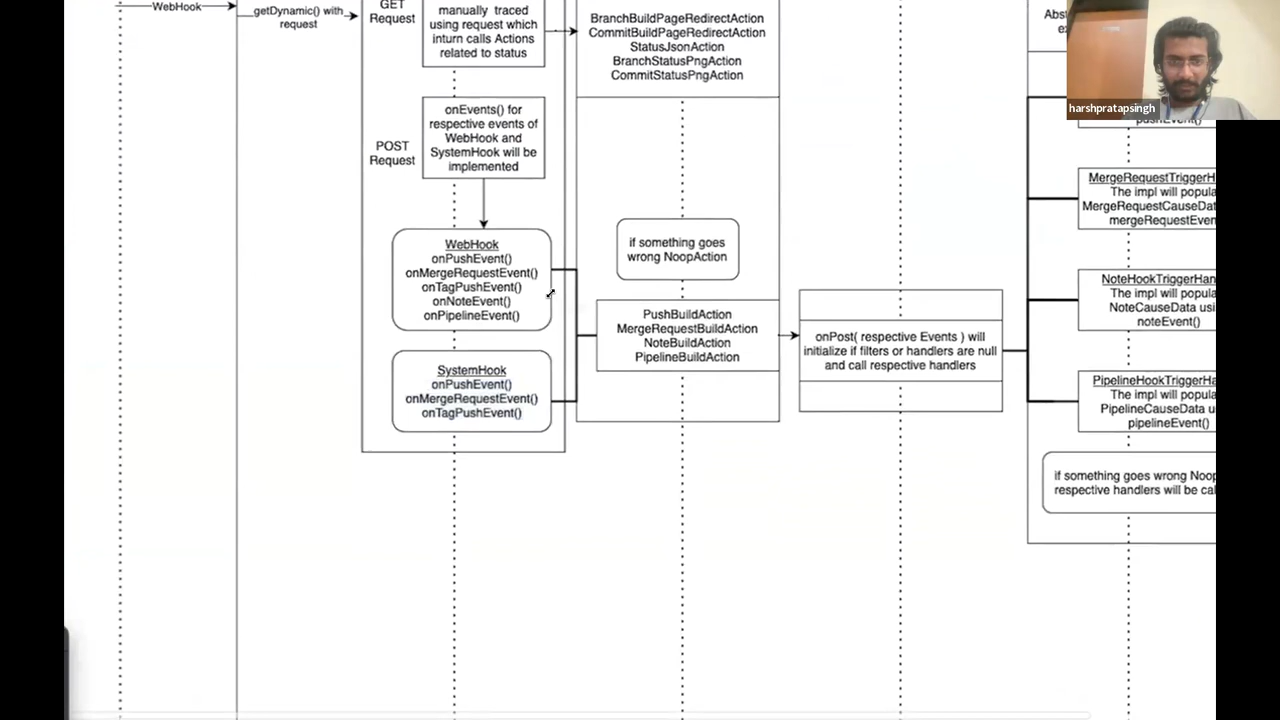 WebHook
getDynamic() with
request
GET
Request
manually traced
using request which
inturn calls Actions
related to status
BranchBuildPageRedirectAction
CommitBuildPageRedirectAction
StatusJsonAction
BranchStatusPngAction
CommitStatusPngAction
harshpratapsingh
POST
Request
onEvents() for
respective events of
WebHook and
SystemHook will be
implemented
WebHook
onPushEvent()
onMergeRequestEvent()
onTagPushEvent()
onNoteEvent()
onPipelineEvent()
SystemHook
onPushEvent()
onMergeRequestEvent()
onTagPushEvent()
if something goes
wrong NoopAction
PushBuildAction
MergeRequestBuildAction
NoteBuildAction
PipelineBuildAction
onPost( respective Events ) will
initialize if filters or handlers are null
and call respective handlers
pushEvent()
MergeRequestTriggerH
The impl will popula
MergeRequestCauseDat
mergeRequestEven
NoteHookTriggerHan
The impl will popula
NoteCauseData usi
noteEvent()
PipelineHookTriggerHa
The impl will popula
PipelineCauseData u
pipelineEvent()
if something goes wrong Noop
respective handlers will be cal